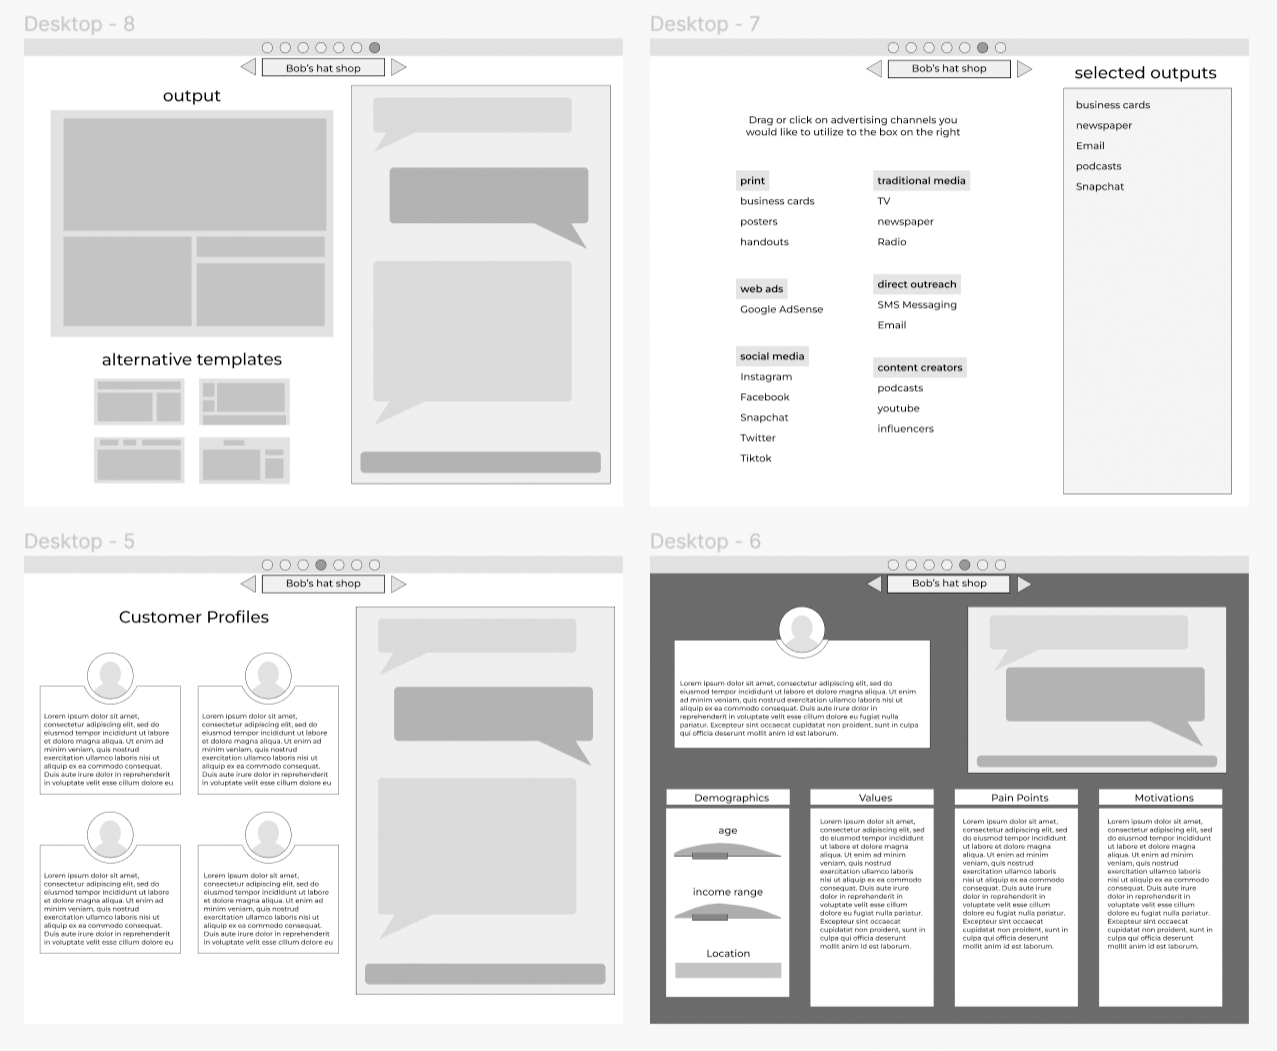 Desktop - 8
Bob's hat shop
output
alternative templates
Desktop - 7
Bob's hat shop
selected outputs
business cards
newspaper
Email
podcasts
Snapchat
Drag or click on advertising channels you
would like to utilize to the box on the right
print
business cards
posters
handouts
web ads
Google AdSense
social media
Instagram
Facebook
Snapchat
Twitter
Tiktok
traditional media
TV
newspaper
Radio
direct outreach
SMS Messaging
Email
content creators
podcasts
youtube
influencers
Desktop - 5
Bob's hat shop
Customer Profiles
Lorem ipsum dolor sit amet,
consectetur adipiscing elit, sed do
eiusmod tempor incididunt ut labore
et dolore magna aliqua. Ut enim ad
minim veniam, quis nostrud
exercitation ullamco laboris nisi ut
aliquip ex ea commodo consequat.
Duis aute irure dolor in reprehenderit
in voluptate velit esse cillum dolore eu
Lorem ipsum dolor sit amet,
consectetur adipiscing elit, sed do
eiusmod tempor incididunt ut labore
et dolore magna aliqua. Ut enim ad
minim veniam, quis nostrud
exercitation ullamco laboris nisi ut
aliquip ex ea commodo consequat.
Duis aute irure dolor in reprehenderit
in voluptate velit esse cillum dolore eu
Lorem ipsum dolor sit amet,
consectetur adipiscing elit, sed do
eiusmod tempor incididunt ut labore
et dolore magna aliqua. Ut enim ad
minim veniam, quis nostrud
exercitation ullamco laboris nisi ut
aliquip ex ea commodo consequat.
Duis aute irure dolor in reprehenderit
in voluptate velit esse cillum dolore eu
Lorem ipsum dolor sit amet,
consectetur adipiscing elit, sed do
eiusmod tempor incididunt ut labore
et dolore magna aliqua. Ut enim ad
minim veniam, quis nostrud
exercitation ullamco laboris nisi ut
aliquip ex ea commodo consequat.
Duis aute irure dolor in reprehenderit
in voluptate velit esse cillum dolore eu
Desktop - 6
Bob's hat shop
Lorem ipsum dolor sit amet, consectetur adipiscing elit, sed do
eiusmod tempor incididunt ut labore et dolore magna aliqua. Ut enim
ad minim veniam, quis nostrud exercitation ullamco laboris nisi ut
aliquip ex ea commodo consequat. Duis aute irure dolor in
reprehenderit in voluptate velit esse cillum dolore eu fugiat nulla
pariatur. Excepteur sint occaecat cupidatat non proident, sunt in culpa
qui officia deserunt mollit anim id est laborum.
Demographics
age
income range
Location
Values
Lorem ipsum dolor sit amet,
consectetur adipiscing elit, sed
do eiusmod tempor incididunt
ut labore et dolore magna
aliqua. Ut enim ad minim
veniam, quis nostrud
exercitation ullamco laboris
nisi ut aliquip ex ea commodo
consequat. Duis aute irure
dolor in reprehenderit in
voluptate velit esse cillum
dolore eu fugiat nulla pariatur.
Excepteur sint occaecat
cupidatat non proident, sunt in
culpa qui officia deserunt
mollit anim id est laborum.
Pain Points
Lorem ipsum dolor sit amet,
consectetur adipiscing elit, sed
do eiusmod tempor incididunt
ut labore et dolore magna
aliqua. Ut enim ad minim
veniam, quis nostrud
exercitation ullamco laboris
nisi ut aliquip ex ea commodo
consequat. Duis aute irure
dolor in reprehenderit in
voluptate velit esse cillum
dolore eu fugiat nulla pariatur.
Excepteur sint occaecat
cupidatat non proident, sunt in
culpa qui officia deserunt
mollit anim id est laborum.
Motivations
Lorem ipsum dolor sit amet,
consectetur adipiscing elit, sed
do eiusmod tempor incididunt
ut labore et dolore magna
aliqua. Ut enim ad minim
veniam, quis nostrud
exercitation ullamco laboris
nisi ut aliquip ex ea commodo
consequat. Duis aute irure
dolor in reprehenderit in
voluptate velit esse cillum
dolore eu fugiat nulla pariatur.
Excepteur sint occaecat
cupidatat non proident, sunt in
culpa qui officia deserunt
mollit anim id est laborum.